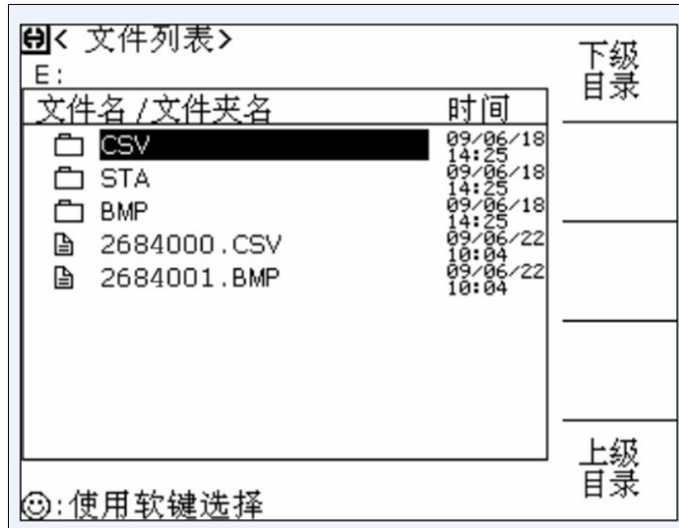 < 文件列表>
E:
文件名 /文件夹名 时间
CSV 09/06/18 14:25
STA 09/06/18 14:25
BMP 09/06/18 14:25
2684000.CSV 09/06/22 10:04
2684001.BMP 09/06/22 10:04
:使用软键选择
下级
目录
上级
目录